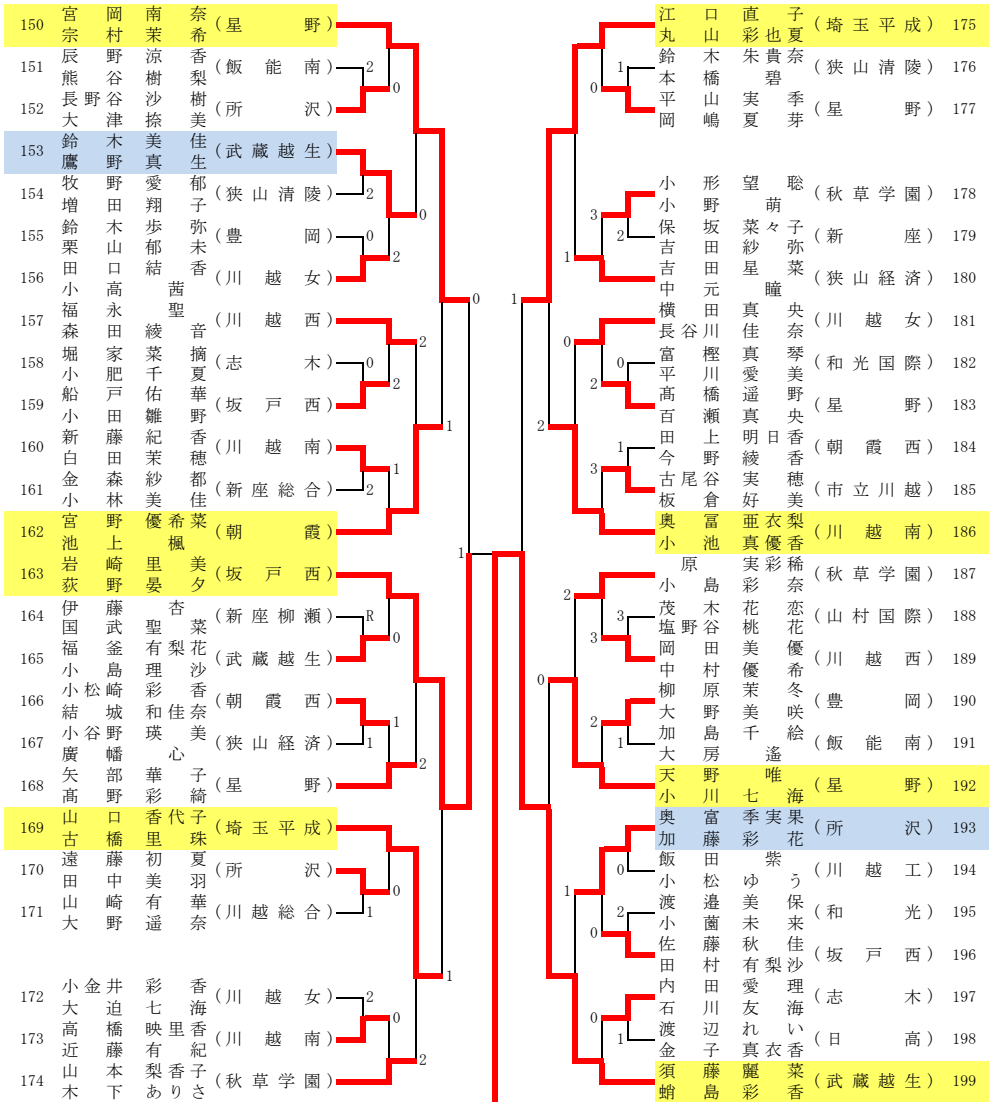 150 宮岡南奈 宗村茉希 (星野)
151 辰野涼香 熊谷樹梨 (飯能南) 2
0
152 長野谷沙樹 大津捺美 (所沢)
153 鈴木美佳 鷹野真生 (武蔵越生)
154 牧野愛郁 増田翔子 (狭山清陵) 2
0
155 鈴木歩弥 栗山郁未 (豊岡) 0
2
156 田口結香 小高茜 (川越女)
0
157 福永聖 森田綾音 (川越西)
2
158 堀家菜摘 小肥千夏 (志木) 0
2
159 船戸佑華 小田雛野 (坂戸西)
1
160 新藤紀香 白田茉穂 (川越南)
1
161 金森紗都 小林美佳 (新座総合) 2
162 宮野優希菜 池上楓 (朝霞)
1
163 岩崎里美 荻野晏夕 (坂戸西)
164 伊藤杏 国武聖菜 (新座柳瀬) R
0
165 福釜有梨花 小島理沙 (武蔵越生)
166 小松崎彩香 結城和佳奈 (朝霞西)
1
167 小谷野瑛美 廣幡心 (狭山経済) 1
2
168 矢部華子 髙野彩綺 (星野)
169 山口香代子 古橋里珠 (埼玉平成)
170 遠藤初夏 田中美羽 (所沢)
0
171 山崎有華 大野遥奈 (川越総合) 1
1
172 小金井彩香 大迫七海 (川越女) 2
0
173 高橋映里香 近藤有紀 (川越南)
2
174 山本梨香子 木下ありさ (秋草学園)
江口直子 丸山彩也夏 (埼玉平成) 175
1 鈴木朱貴奈 本橋碧 (狭山清陵) 176
0
平山実季 岡嶋夏芽 (星野) 177
小形望聡 小野萌 (秋草学園) 178
3
2 保坂菜々子 吉田紗弥 (新座) 179
1
吉田星菜 中元瞳 (狭山経済) 180
1
横田真央 長谷川佳奈 (川越女) 181
0
0 富樫真琴 平川愛美 (和光国際) 182
2
髙橋遥野 百瀬真央 (星野) 183
2
1 田上明日香 今野綾香 (朝霞西) 184
3
古尾谷実穂 板倉好美 (市立川越) 185
奥冨亜衣梨 小池真優香 (川越南) 186
原実彩稀 小島彩奈 (秋草学園) 187
2
3 茂木花恋 塩野谷桃花 (山村国際) 188
3
岡田美優 中村優希 (川越西) 189
0
柳原茉冬 大野美咲 (豊岡) 190
2
1 加島千絵 大房遙 (飯能南) 191
天野唯 小川七海 (星野) 192
奥富季実果 加藤彩花 (所沢) 193
0 飯田紫 小松ゆう (川越工) 194
1
2 渡邉美保 小薗未来 (和光) 195
0
佐藤秋佳 田村有梨沙 (坂戸西) 196
内田愛理 石川友海 (志木) 197
0
1 渡辺れい 金子真衣香 (日高) 198
須藤麗菜 蛸島彩香 (武蔵越生) 199